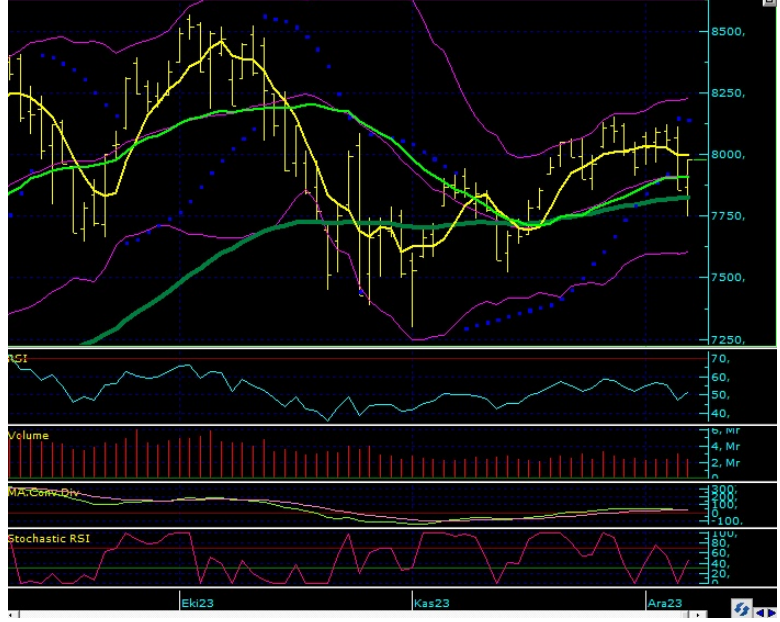 8500,
8250,
8000,
7750,
7500,
7250,
RSI
70,
60,
50,
40,
Volume
6, Mr
4, Mr
2, Mr
MA.Conv.Div
300,
200,
100,
0,
-100,
Stochastic RSI
100,
80,
60,
40,
20,
Eki23 Kas23 Ara23